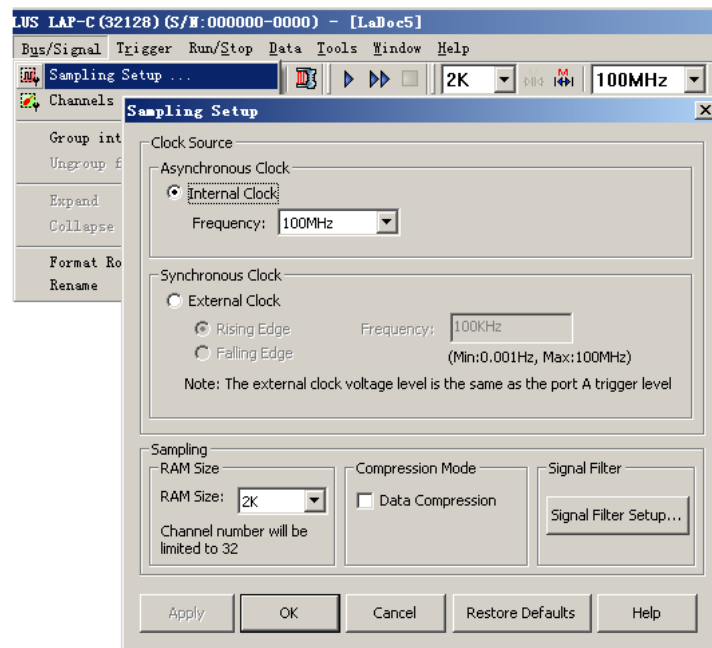 LUS LAP-C(32128)(S/N:000000-0000) - [LaDoc5]
Bus/Signal Trigger Run/Stop Data Tools Window Help
Sampling Setup ...
2K
100MHz
Channels
Sampling Setup
Group int
Ungroup f
Expand
Collapse
Format Ro
Rename
Clock Source
Asynchronous Clock
Internal Clock
Frequency: 100MHz
Synchronous Clock
External Clock
Rising Edge
Frequency: 100KHz
Falling Edge
(Min:0.001Hz, Max:100MHz)
Note: The external clock voltage level is the same as the port A trigger level
Sampling
RAM Size
RAM Size: 2K
Channel number will be
limited to 32
Compression Mode
Data Compression
Signal Filter
Signal Filter Setup...
Apply OK Cancel Restore Defaults Help